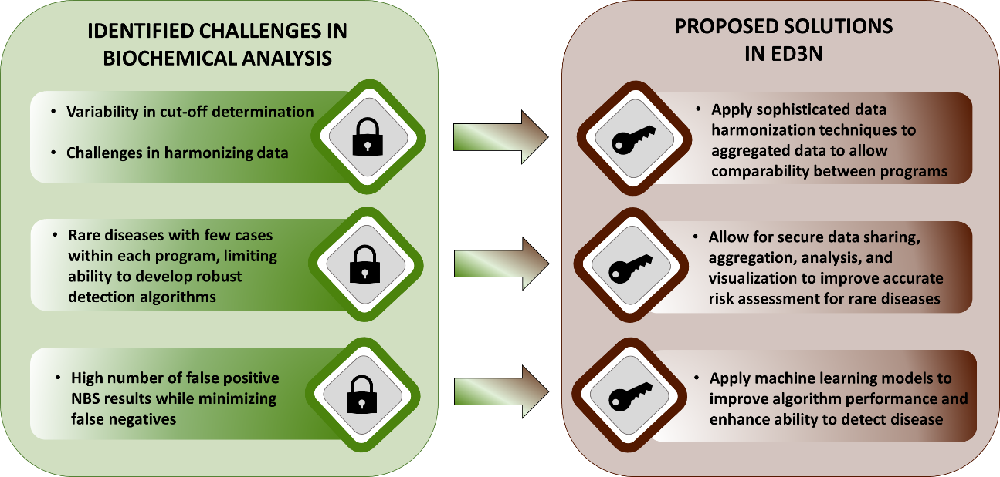 IDENTIFIED CHALLENGES IN
BIOCHEMICAL ANALYSIS
• Variability in cut-off determination
• Challenges in harmonizing data
• Rare diseases with few cases
within each program, limiting
ability to develop robust
detection algorithms
• High number of false positive
NBS results while minimizing
false negatives
PROPOSED SOLUTIONS
IN ED3N
• Apply sophisticated data
harmonization techniques to
aggregated data to allow
comparability between programs
• Allow for secure data sharing,
aggregation, analysis, and
visualization to improve accurate
risk assessment for rare diseases
• Apply machine learning models to
improve algorithm performance and
enhance ability to detect disease